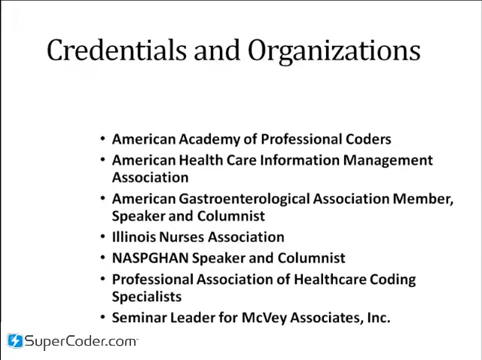 Credentials and Organizations
• American Academy of Professional Coders
• American Health Care Information Management
Association
• American Gastroenterological Association Member,
Speaker and Columnist
• Illinois Nurses Association
• NASPGHAN Speaker and Columnist
• Professional Association of Healthcare Coding
Specialists
• Seminar Leader for McVey Associates, Inc.
SuperCoder.com